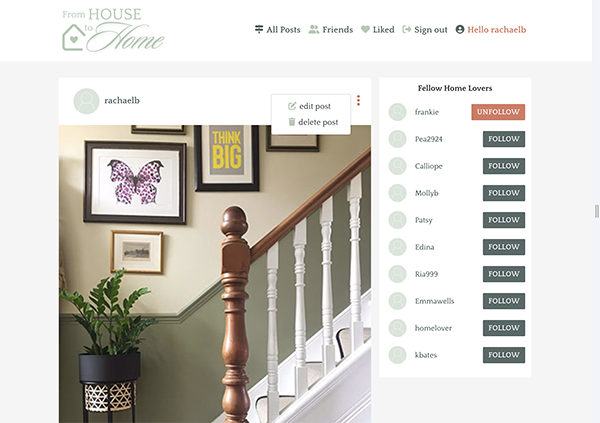 From HOUSE
to Home
All Posts Friends Liked Sign out Hello rachaelb
rachaelb
edit post
delete post
THINK
BIG
Fellow Home Lovers
frankie UNFOLLOW
Pea2924 FOLLOW
Calliope FOLLOW
Mollyb FOLLOW
Patsy FOLLOW
Edina FOLLOW
Ria999 FOLLOW
Emmawells FOLLOW
homelover FOLLOW
kbates FOLLOW